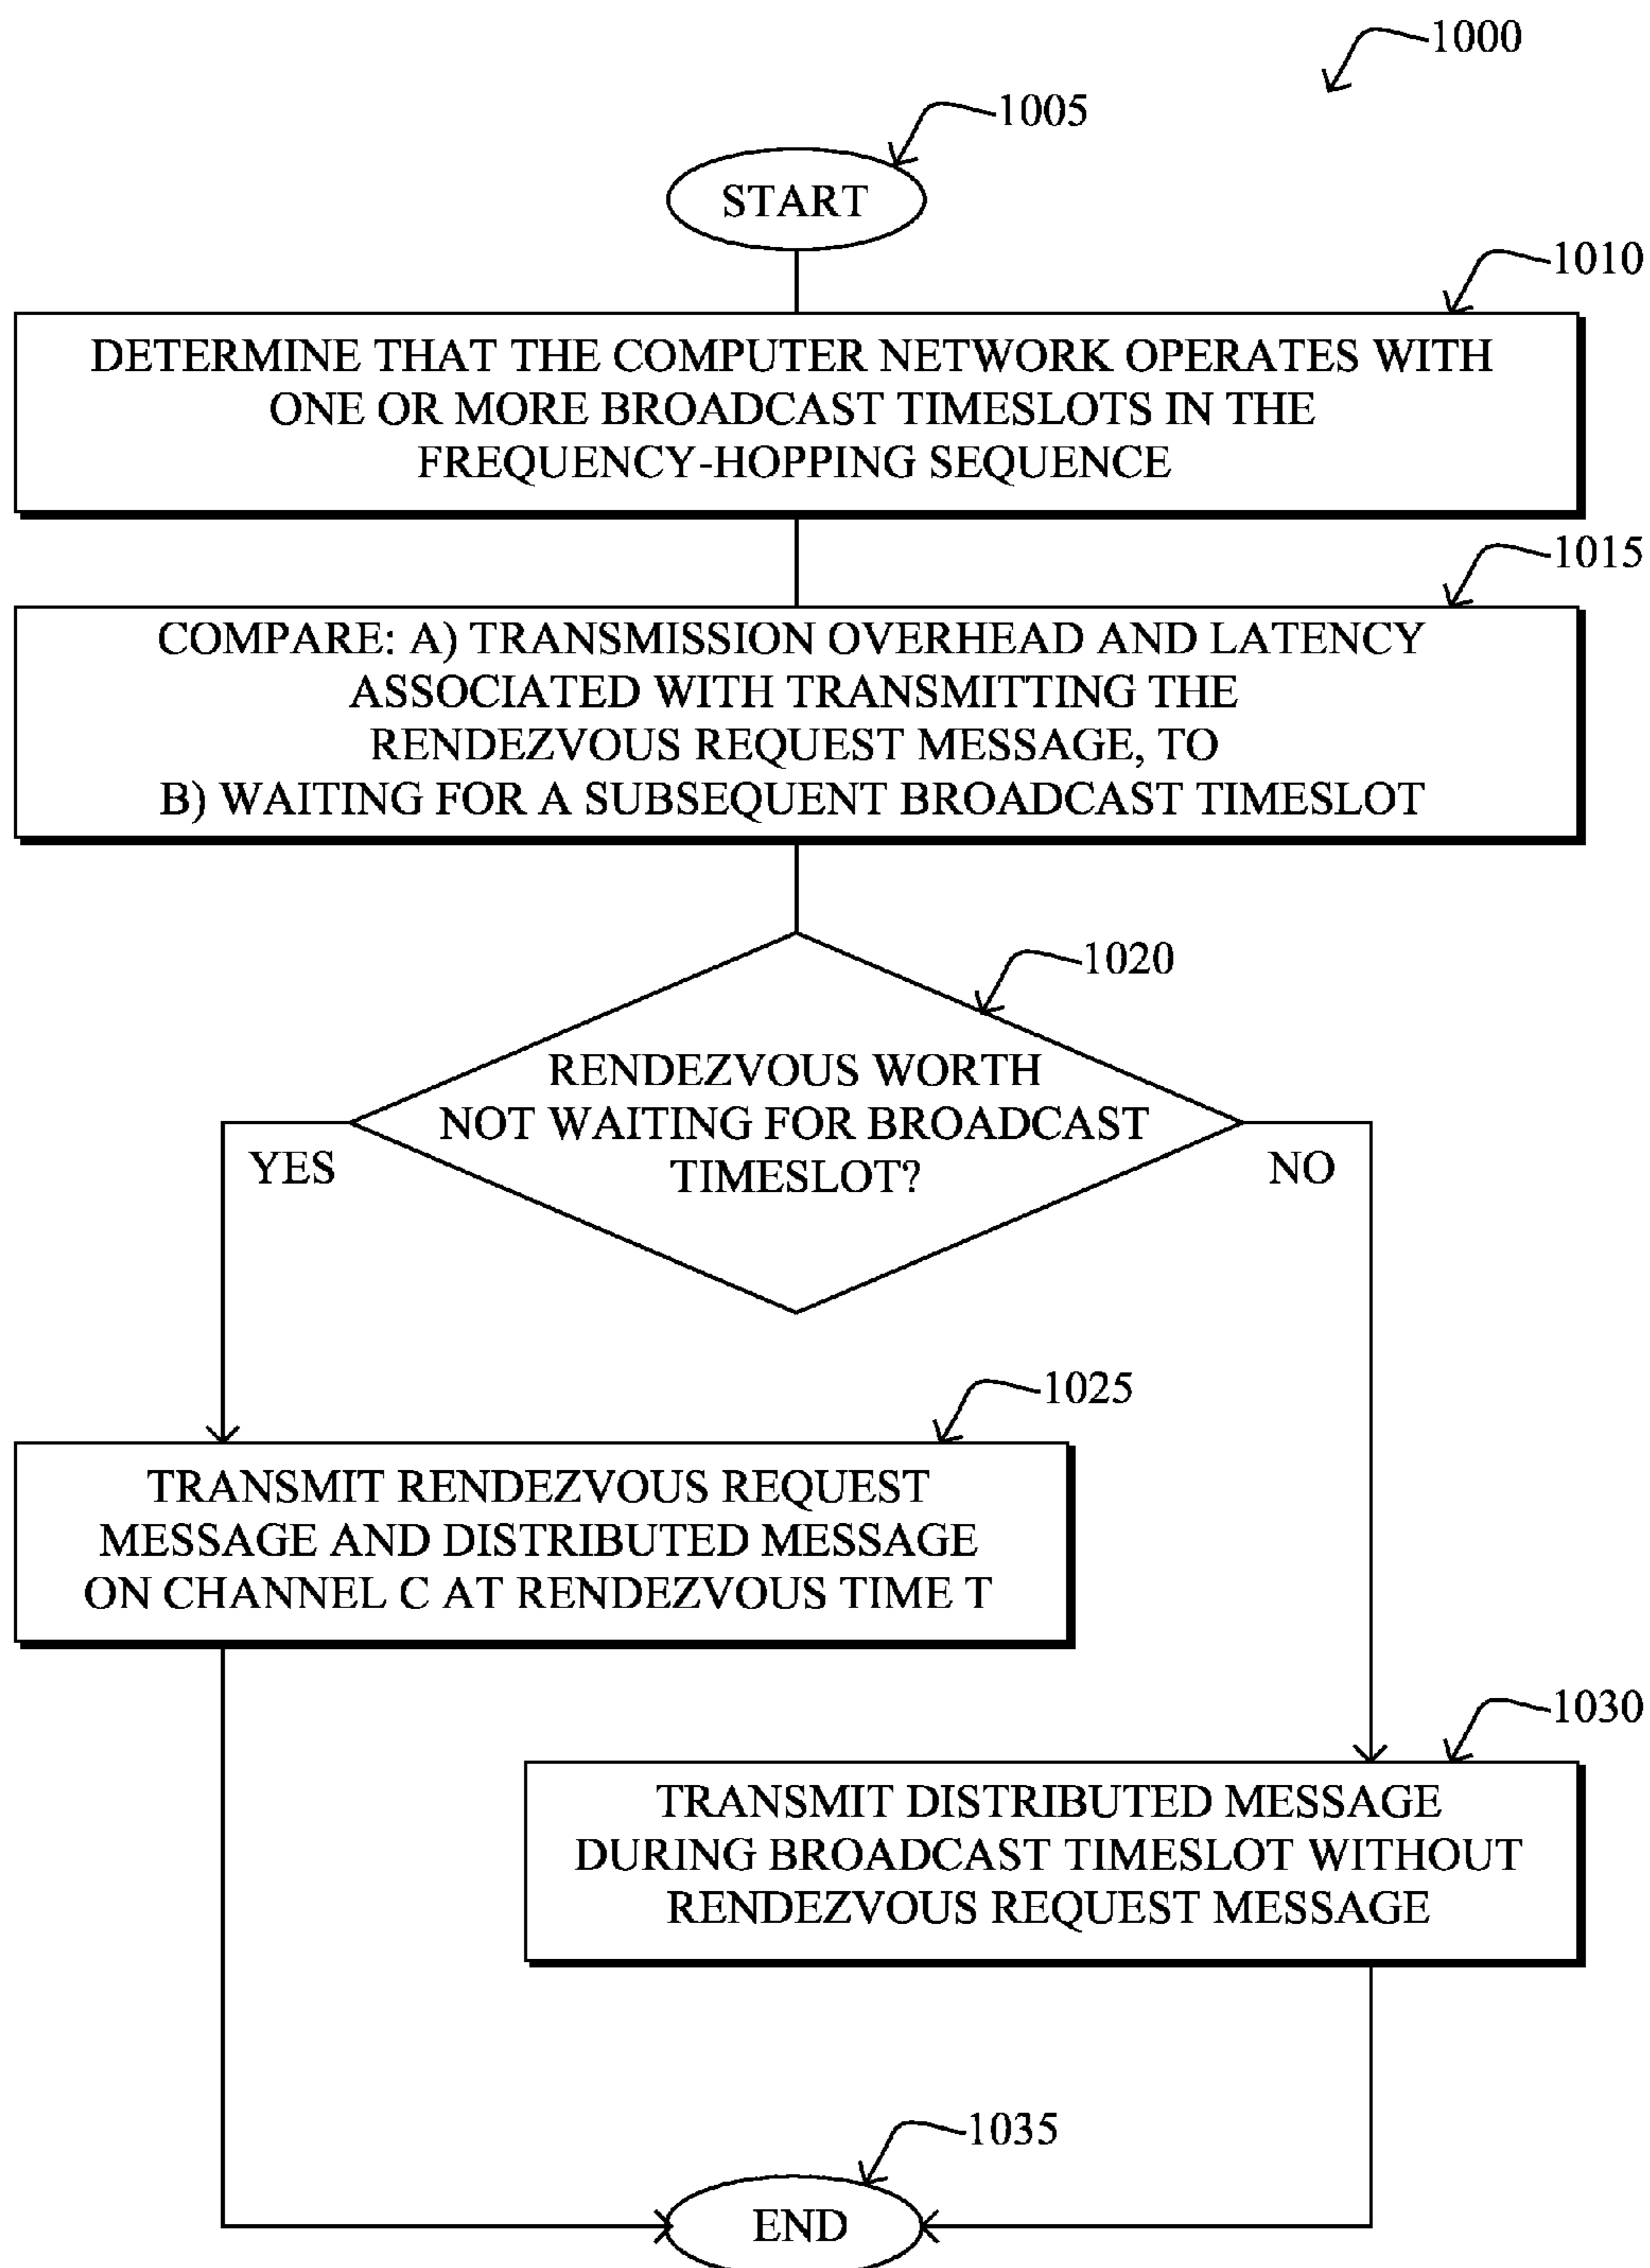 1000
1005
START
1010
DETERMINE THAT THE COMPUTER NETWORK OPERATES WITH
ONE OR MORE BROADCAST TIMESLOTS IN THE
FREQUENCY-HOPPING SEQUENCE
1015
COMPARE: A) TRANSMISSION OVERHEAD AND LATENCY
ASSOCIATED WITH TRANSMITTING THE
RENDEZVOUS REQUEST MESSAGE, TO
B) WAITING FOR A SUBSEQUENT BROADCAST TIMESLOT
1020
RENDEZVOUS WORTH
NOT WAITING FOR BROADCAST
TIMESLOT?
YES
NO
1025
TRANSMIT RENDEZVOUS REQUEST
MESSAGE AND DISTRIBUTED MESSAGE
ON CHANNEL C AT RENDEZVOUS TIME T
1030
TRANSMIT DISTRIBUTED MESSAGE
DURING BROADCAST TIMESLOT WITHOUT
RENDEZVOUS REQUEST MESSAGE
1035
END